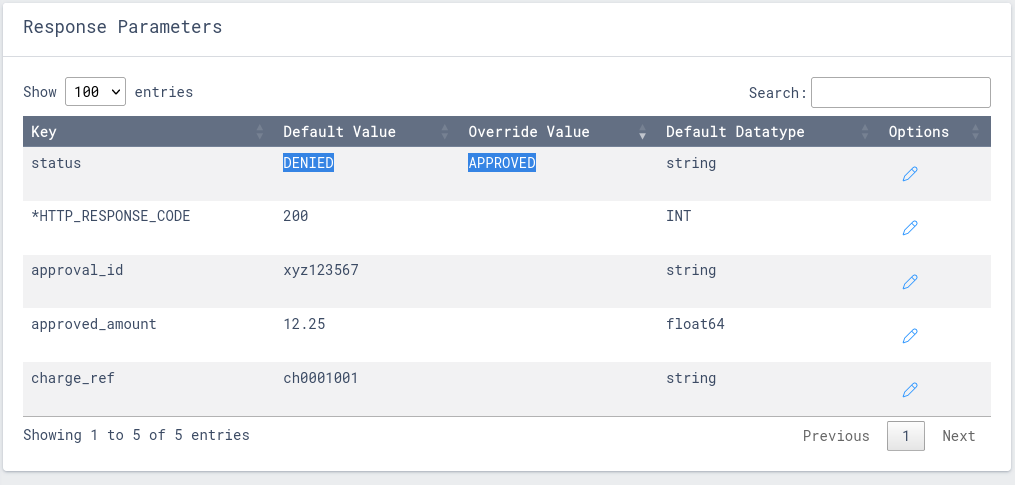 Response Parameters
Show 100 entries Search:
Key Default Value Override Value Default Datatype Options
status DENIED APPROVED string
*HTTP_RESPONSE_CODE 200 INT
approval_id xyz123567 string
approved_amount 12.25 float64
charge_ref ch0001001 string
Showing 1 to 5 of 5 entries Previous 1 Next